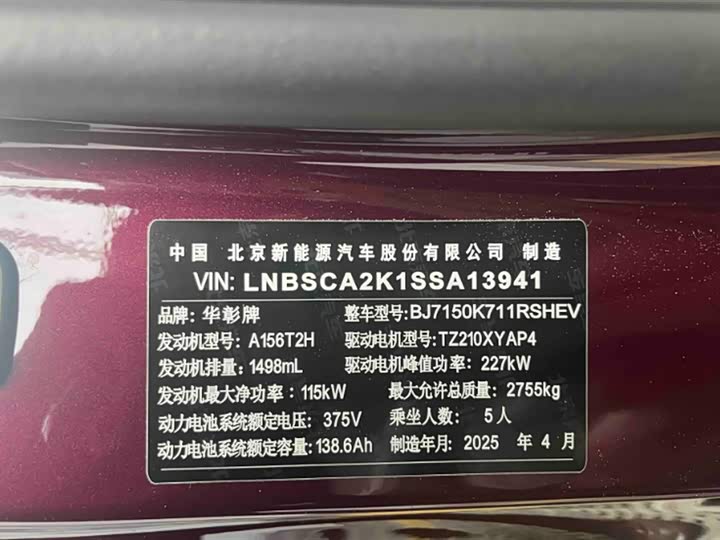 中国 北京新能源汽车股份有限公司 制造
VIN: LNBSCA2K1SSA13941
品牌: 华彰牌 整车型号: BJ7150K711RSHEV
发动机型号: A156T2H 驱动电机型号: TZ210XYAP4
发动机排量: 1498mL 驱动电机峰值功率: 227kW
发动机最大净功率: 115kW 最大允许总质量: 2755kg
动力电池系统额定电压: 375V 乘坐人数: 5人
动力电池系统额定容量: 138.6Ah 制造年月: 2025 年 4 月